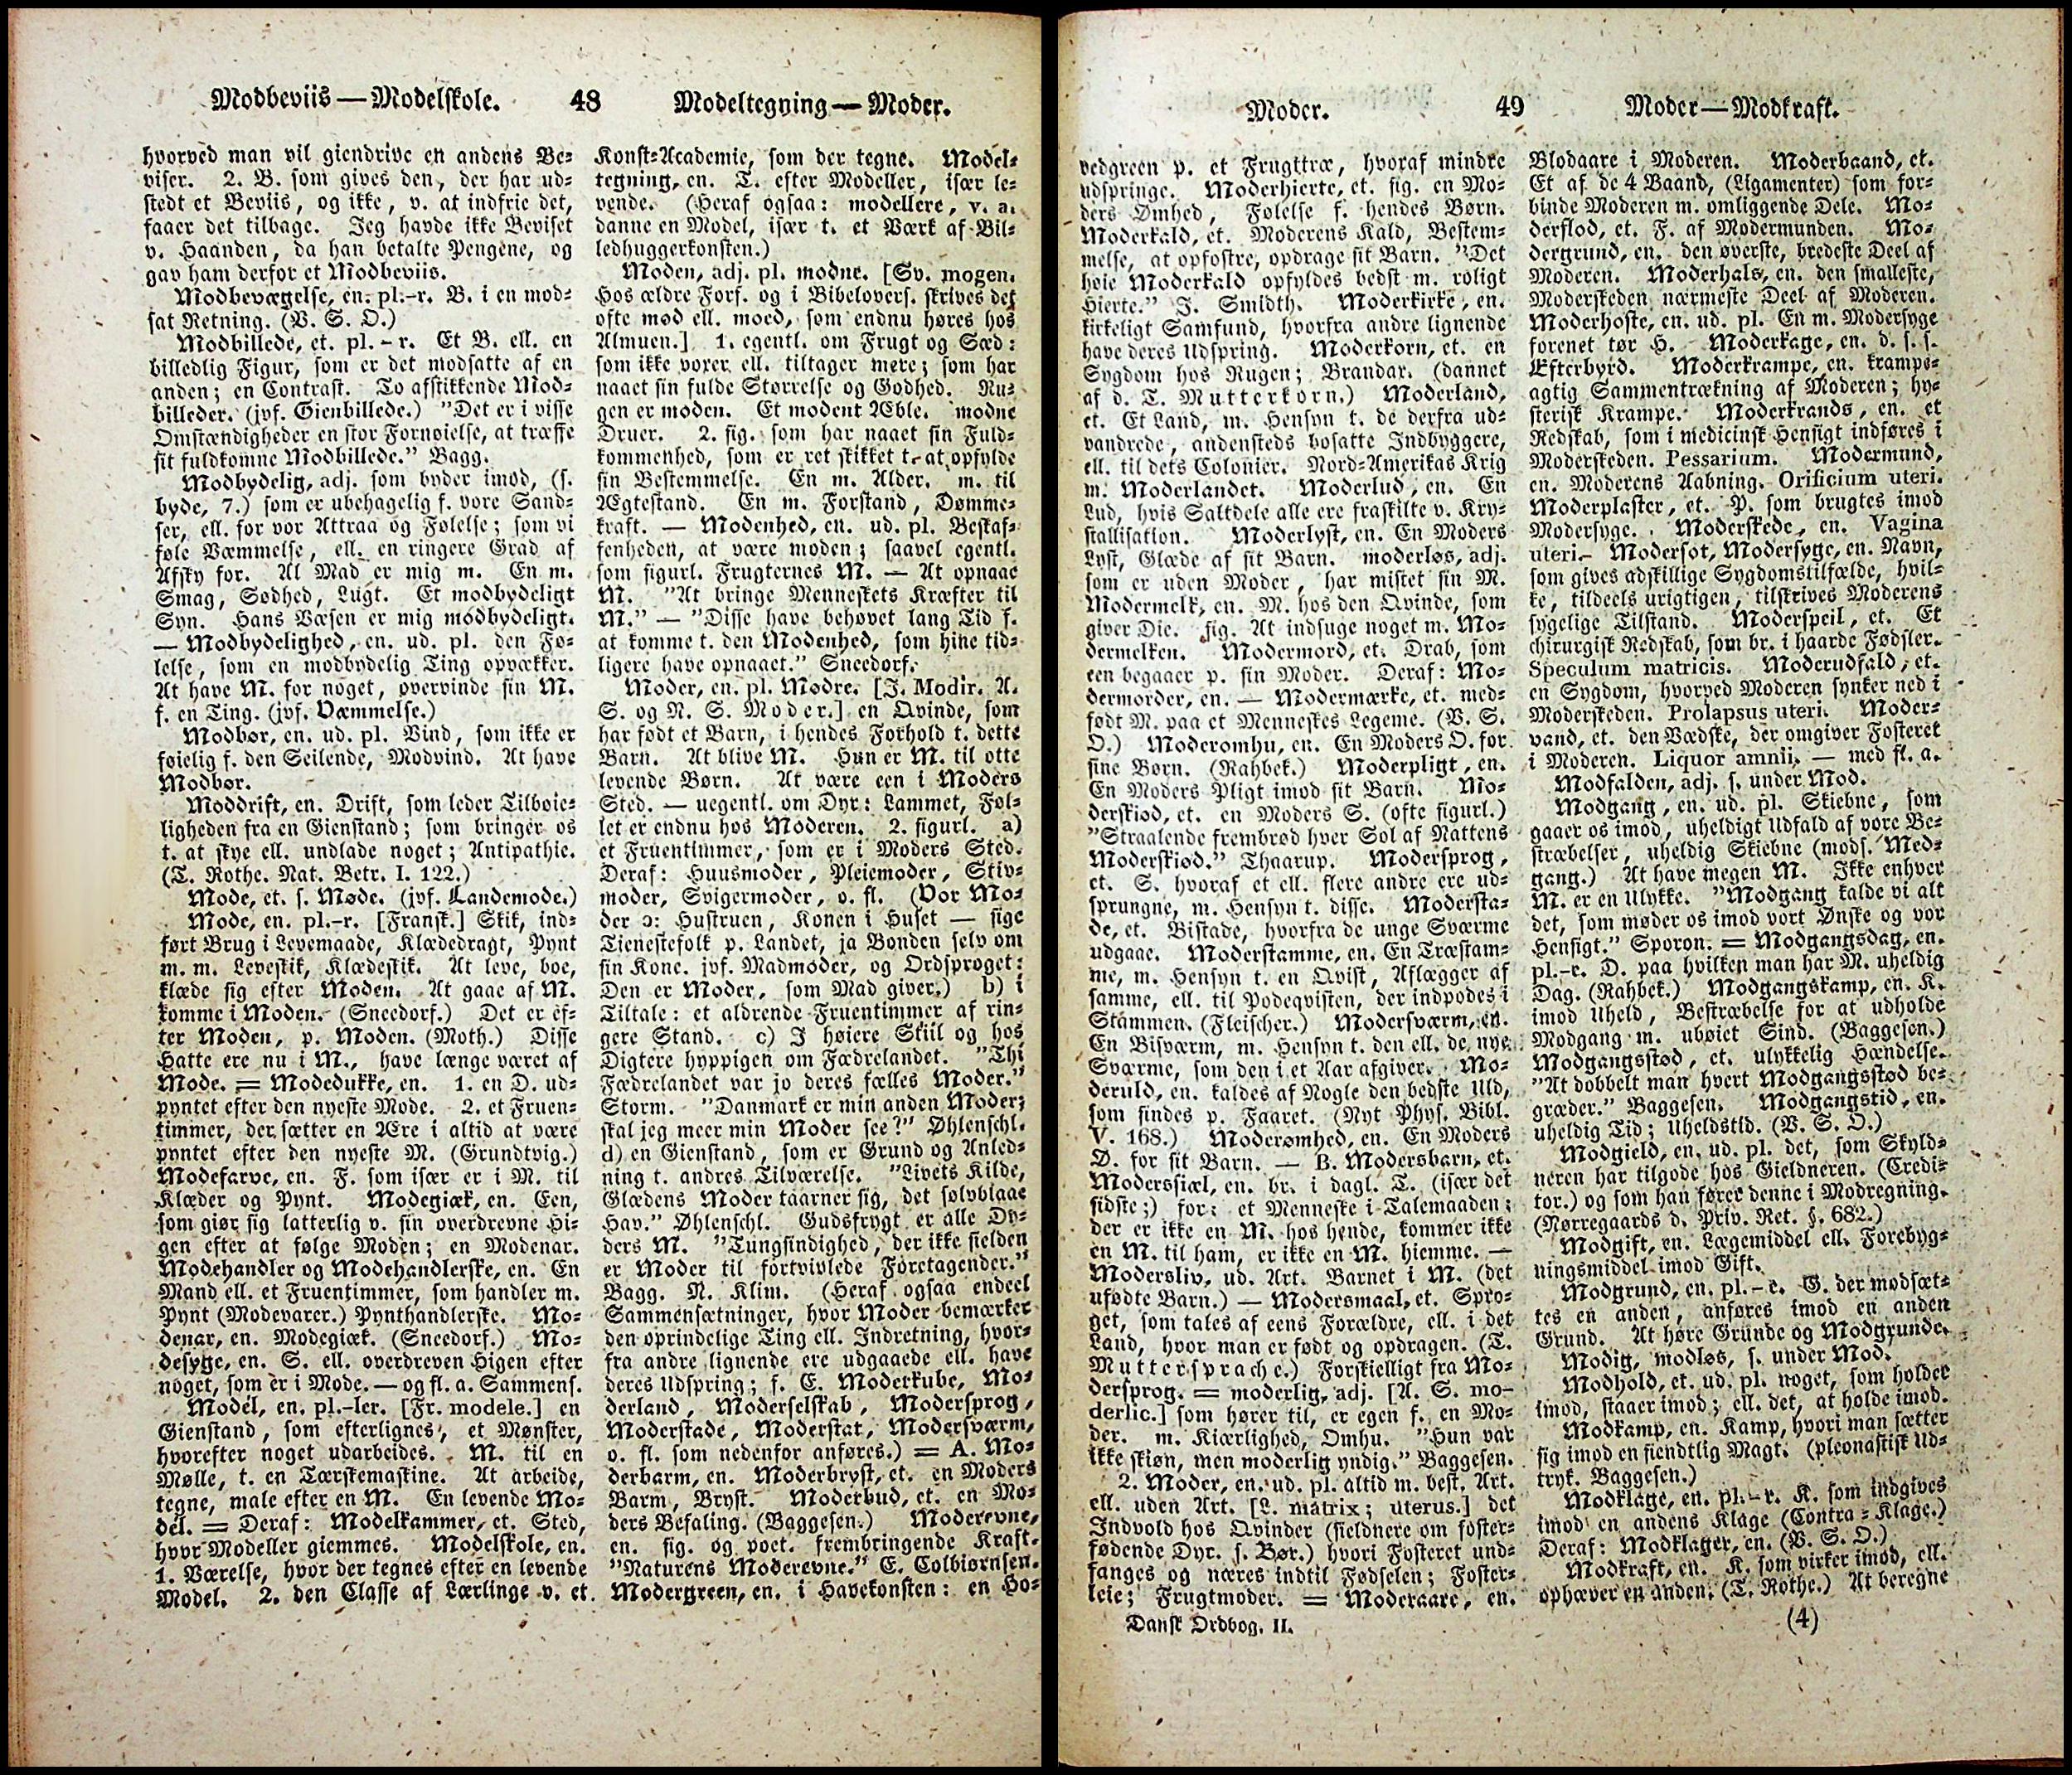 Modbeviis — Modelskole. 48 Modeltegning — Moder.
hvorved man vil giendrive en andens Be-
viser. 2. B. som gives den, der har ud-
stedt et Beviis, og ikke, v. at indfrie det,
faaer det tilbage. Jeg havde ikke Beviset
v. Haanden, da han betalte Pengene, og
gav ham derfor et Modbeviis.
Modbevægelse, en. pl.-r. B. i en mod-
sat Retning. (V. S. O.)
Modbillede, et. pl. - r. Et B. ell. en
billedlig Figur, som er det modsatte af en
anden; en Contrast. To afstikkende Mod-
billeder. (jvf. Gienbillede.) "Det er i visse
Omstændigheder en stor Fornøielse, at træffe
sit fuldkomne Modbillede." Bagg.
Modbydelig, adj. som byder imod, (s.
byde, 7.) som er ubehagelig f. vore Sand-
ser, ell. for vor Attraa og Følelse; som vi
føle Væmmelse, ell. en ringere Grad af
Afsky for. Al Mad er mig m. En m.
Smag, Sødhed, Lugt. Et modbydeligt
Syn. Hans Væsen er mig modbydeligt.
— Modbydelighed, en. ud. pl. den Fø-
lelse, som en modbydelig Ting opvækker.
At have M. for noget, overvinde sin M.
f. en Ting. (jvf. Væmmelse.)
Modbør, en. ud. pl. Vind, som ikke er
føielig f. den Seilende, Modvind. At have
Modbør.
Moddrift, en. Drift, som leder Tilbøie-
ligheden fra en Gienstand; som bringer os
t. at skye ell. undlade noget; Antipathie.
(T. Rothe. Nat. Betr. I. 122.)
Mode, et. s. Møde. (jvf. Landemode.)
Mode, en. pl.-r. [Fransk.] Skik, ind-
ført Brug i Levemaade, Klædedragt, Pynt
m. m. Leveskik, Klædeskik. At leve, boe,
klæde sig efter Moden. At gaae af M.
komme i Moden. (Sneedorf.) Det er ef-
ter Moden, p. Moden. (Moth.) Disse
Hatte ere nu i M., have længe været af
Mode. = Modedukke, en. 1. en D. ud-
pyntet efter den nyeste Mode. 2. et Fruen-
timmer, der sætter en Ære i altid at være
pyntet efter den nyeste M. (Grundtvig.)
Modefarve, en. F. som især er i M. til
Klæder og Pynt. Modegiæk, en. Een,
som giør sig latterlig v. sin overdrevne Hi-
gen efter at følge Moden; en Modenar.
Modehandler og Modehandlerske, en. En
Mand ell. et Fruentimmer, som handler m.
Pynt (Modevarer.) Pynthandlerske. Mo-
denar, en. Modegiæk. (Sneedorf.) Mo-
desyge, en. S. ell. overdreven Higen efter
noget, som er i Mode. — og fl. a. Sammens.
Model, en. pl.-ler. [Fr. modele.] en
Gienstand, som efterlignes, et Mønster,
hvorefter noget udarbeides. M. til en
Mølle, t. en Tærskemaskine. At arbeide,
tegne, male efter en M. En levende Mo-
del. = Deraf: Modelkammer, et. Sted,
hvor Modeller giemmes. Modelskole, en.
1. Værelse, hvor der tegnes efter en levende
Model. 2. den Classe af Lærlinge v. et.
Konst-Academie, som der tegne. Model-
tegning, en. T. efter Modeller, især le-
vende. (Heraf ogsaa: modellere, v. a.
danne en Model, især t. et Værk af Bil-
ledhuggerkonsten.)
Moden, adj. pl. modne. [Sv. mogen.
Hos ældre Forf. og i Bibelovers. skrives det
ofte mod ell. moed, som endnu høres hos
Almuen.] 1. egentl. om Frugt og Sæd:
som ikke voxer ell. tiltager mere; som har
naaet sin fulde Størrelse og Godhed. Ru-
gen er moden. Et modent Æble. modne
Druer. 2. fig. som har naaet sin Fuld-
kommenhed, som er ret skikket t. at opfylde
sin Bestemmelse. En m. Alder. m. til
Ægtestand. En m. Forstand, Dømme-
kraft. — Modenhed, en. ud. pl. Beskaf-
fenheden, at være moden; saavel egentl.
som figurl. Frugternes M. — At opnaae
M. "At bringe Menneskets Kræfter til
M." — "Disse have behøvet lang Tid f.
at komme t. den Modenhed, som hine tid-
ligere have opnaaet." Sneedorf.
Moder, en. pl. Mødre. [I. Modir. A.
S. og N. S. Moder.] en Qvinde, som
har født et Barn, i hendes Forhold t. dette
Barn. At blive M. Hun er M. til otte
levende Børn. At være een i Moders
Sted. — uegentl. om Dyr: Lammet, Føl-
let er endnu hos Moderen. 2. figurl. a)
et Fruentimmer, som er i Moders Sted.
Deraf: Huusmoder, Pleiemoder, Stiv-
moder, Svigermoder, o. fl. (Vor Mo-
der ɔ: Hustruen, Konen i Huset — sige
Tienestefolk p. Landet, ja Bonden selv om
sin Kone. jvf. Madmoder, og Ordsproget:
Den er Moder, som Mad giver.) b) i
Tiltale: et aldrende Fruentimmer af rin-
gere Stand. c) I høiere Stiil og hos
Digtere hyppigen om Fædrelandet. "Thi
Fædrelandet var jo deres fælles Moder."
Storm. "Danmark er min anden Moder;
skal jeg meer min Moder see?" Øhlenschl.
d) en Gienstand, som er Grund og Anled-
ning t. andres Tilværelse. "Livets Kilde,
Glædens Moder taarner sig, det sølvblaae
Hav." Øhlenschl. Gudsfrygt er alle Dy-
ders M. "Tungsindighed, der ikke sielden
er Moder til fortvivlede Foretagender."
Bagg. N. Klim. (Heraf ogsaa endeel
Sammensætninger, hvor Moder bemærker
den oprindelige Ting ell. Indretning, hvor-
fra andre lignende ere udgaaede ell. have
deres Udspring; f. E. Moderkube, Mo-
derland, Moderselskab, Modersprog,
Moderstade, Moderstat, Modersværm,
o. fl. som nedenfor anføres.) = A. Mo-
derbarm, en. Moderbryst, et. en Moders
Barm, Bryst. Moderbud, et. en Mo-
ders Befaling. (Baggesen.) Moderevne,
en. fig. og poet. frembringende Kraft.
"Naturens Moderevne." E. Colbiørnsen.
Modergreen, en. i Havekonsten: en Ho-
Moder. 49 Moder — Modkraft.
vedgreen p. et Frugttræ, hvoraf mindre
udspringe. Moderhierte, et. fig. en Mo-
ders Ømhed, Følelse f. hendes Børn.
Moderkald, et. Moderens Kald, Bestem-
melse, at opfostre, opdrage sit Barn. "Det
høie Moderkald opfyldes bedst m. roligt
Hierte." J. Smidth. Moderkirke, en.
kirkeligt Samfund, hvorfra andre lignende
have deres Udspring. Moderkorn, et. en
Sygdom hos Rugen; Brandax. (dannet
af d. T. Mutterkorn.) Moderland,
et. Et Land, m. Hensyn t. de derfra ud-
vandrede, andensteds bosatte Indbyggere,
ell. til dets Colonier. Nord-Amerikas Krig
m. Moderlandet. Moderlud, en. En
Lud, hvis Saltdele alle ere fraskilte v. Kry-
stallisation. Moderlyst, en. En Moders
Lyst, Glæde af sit Barn. moderløs, adj.
som er uden Moder, har mistet sin M.
Modermelk, en. M. hos den Qvinde, som
giver Die. fig. At indsuge noget m. Mo-
dermelken. Modermord, et. Drab, som
een begaaer p. sin Moder. Deraf: Mo-
dermorder, en. — Modermærke, et. med-
født M. paa et Menneskes Legeme. (V. S.
O.) Moderomhu, en. En Moders O. for
sine Børn. (Rahbek.) Moderpligt, en.
En Moders Pligt imod sit Barn. Mo-
derskiød, et. en Moders S. (ofte figurl.)
"Straalende frembrød hver Sol af Nattens
Moderskiød." Thaarup. Modersprog,
et. S. hvoraf et ell. flere andre ere ud-
sprungne, m. Hensyn t. disse. Modersta-
de, et. Bistade, hvorfra de unge Sværme
udgaae. Moderstamme, en. En Træstam-
me, m. Hensyn t. en Qvist, Aflægger af
samme, ell. til Podeqvisten, der indpodes i
Stammen. (Fleischer.) Modersværm, en.
En Bisværm, m. Hensyn t. den ell. de nye
Sværme, som den i et Aar afgiver. Mo-
deruld, en. kaldes af Nogle den bedste Uld,
som findes p. Faaret. (Nyt Phys. Bibl.
V. 168.) Moderømhed, en. En Moders
Ø. for sit Barn. — B. Modersbarn, et.
Moderssiæl, en. br. i dagl. T. (især det
sidste;) for: et Menneske i Talemaaden:
der er ikke en M. hos hende, kommer ikke
en M. til ham, er ikke en M. hiemme. —
Modersliv, ud. Art. Barnet i M. (det
ufødte Barn.) — Modersmaal, et. Spro-
get, som tales af eens Forældre, ell. i det
Land, hvor man er født og opdragen. (T.
Muttersprache.) Forskielligt fra Mo-
dersprog. = moderlig, adj. [A. S. mo-
derlic.] som hører til, er egen f. en Mo-
der. m. Kiærlighed, Omhu. "Hun var
ikke skiøn, men moderlig yndig." Baggesen.
2. Moder, en. ud. pl. altid m. best. Art.
ell. uden Art. [L. matrix; uterus.] det
Indvold hos Qvinder (sieldnere om foster-
fødende Dyr. s. Bør.) hvori Fosteret und-
fanges og næres indtil Fødselen; Foster-
leie; Frugtmoder. = Moderaare, en.
Dansk Ordbog. II.
Blodaare i Moderen. Moderbaand, et.
Et af de 4 Baand, (Ligamenter) som for-
binde Moderen m. omliggende Dele. Mo-
derflod, et. F. af Modermunden. Mo-
dergrund, en. den øverste, bredeste Deel af
Moderen. Moderhals, en. den smalleste,
Moderskeden nærmeste Deel af Moderen.
Moderhoste, en. ud. pl. En m. Modersyge
forenet tør H. Moderkage, en. d. s. s.
Efterbyrd. Moderkrampe, en. krampe-
agtig Sammentrækning af Moderen; hy-
sterisk Krampe. Moderkrands, en. et
Redskab, som i medicinsk Hensigt indføres i
Moderskeden. Pessarium. Modermund,
en. Moderens Aabning. Orificium uteri.
Moderplaster, et. P. som brugtes imod
Modersyge. Moderskede, en. Vagina
uteri. Modersot, Modersyge, en. Navn,
som gives adskillige Sygdomstilfælde, hvil-
ke, tildeels urigtigen, tilskrives Moderens
sygelige Tilstand. Moderspeil, et. Et
chirurgisk Redskab, som br. i haarde Fødsler.
Speculum matricis. Moderudfald, et.
en Sygdom, hvorved Moderen synker ned i
Moderskeden. Prolapsus uteri. Moder-
vand, et. den Vædske, der omgiver Fosteret
i Moderen. Liquor amnii. — med fl. a.
Modfalden, adj. s. under Mod.
Modgang, en. ud. pl. Skiebne, som
gaaer os imod, uheldigt Udfald af vore Be-
stræbelser, uheldig Skiebne (mods. Med-
gang.) At have megen M. Ikke enhver
M. er en Ulykke. "Modgang kalde vi alt
det, som møder os imod vort Ønske og vor
Hensigt." Sporon. = Modgangsdag, en.
pl.-e. D. paa hvilken man har M. uheldig
Dag. (Rahbek.) Modgangskamp, en. K.
imod Uheld, Bestræbelse for at udholde
Modgang m. ubøiet Sind. (Baggesen.)
Modgangsstød, et. ulykkelig Hændelse.
"At dobbelt man hvert Modgangsstød be-
græder." Baggesen. Modgangstid, en.
uheldig Tid; Uheldstid. (V. S. O.)
Modgield, en. ud. pl. det, som Skyld-
neren har tilgode hos Gieldneren. (Credi-
tor.) og som han fører denne i Modregning.
(Nørregaards d. Priv. Ret. §. 682.)
Modgift, en. Lægemiddel ell. Forebyg-
ningsmiddel imod Gift.
Modgrund, en. pl.-e. G. der modsæt-
tes en anden, anføres imod en anden
Grund. At høre Grunde og Modgrunde.
Modig, modløs, s. under Mod.
Modhold, et. ud. pl. noget, som holder
imod, staaer imod; ell. det, at holde imod.
Modkamp, en. Kamp, hvori man sætter
sig imod en fiendtlig Magt. (pleonastisk Ud-
tryk. Baggesen.)
Modklage, en. pl.-r. K. som indgives
imod en andens Klage (Contra-Klage.)
Deraf: Modklager, en. (V. S. O.)
Modkraft, en. K. som virker imod, ell.
ophæver en anden. (T. Rothe.) At beregne
(4)